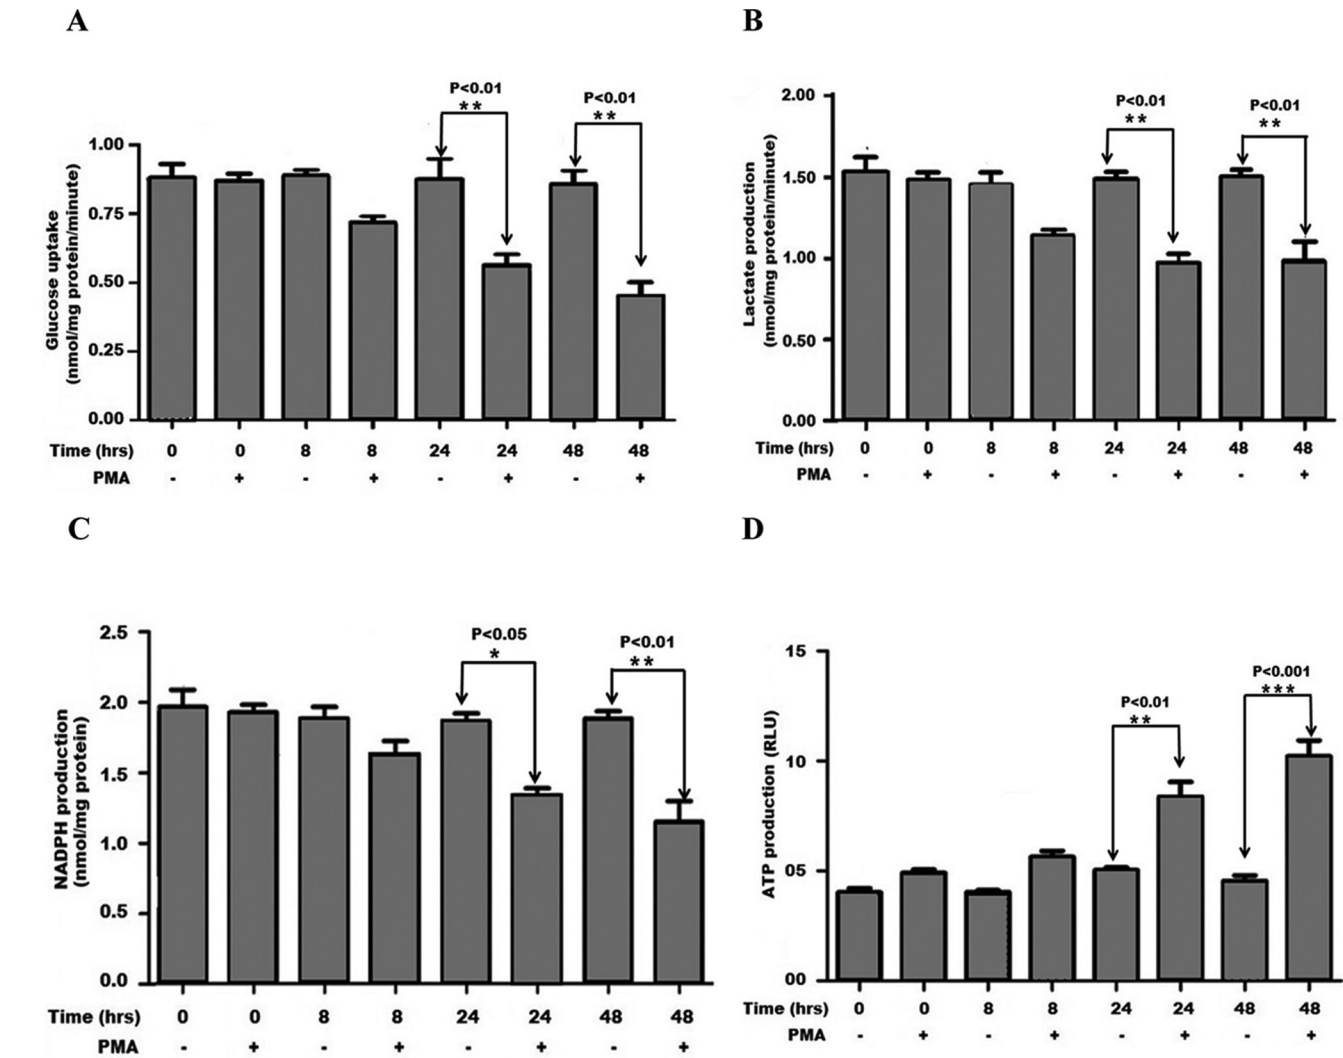 A
P<0.01
**
P<0.01
**
1.00
0.75
0.50
0.25
0.00
Glucose uptake
(nmol/mg protein/minute)
Time (hrs) 0 0 8 8 24 24 48 48
PMA - + - + - + - +
B
P<0.01
**
P<0.01
**
2.00
1.50
1.00
0.50
0.00
Lactate production
(nmol/mg protein/minute)
Time (hrs) 0 0 8 8 24 24 48 48
PMA - + - + - + - +
C
P<0.05
*
P<0.01
**
2.5
2.0
1.5
1.0
0.5
0.0
NADPH production
(nmol/mg protein)
Time (hrs) 0 0 8 8 24 24 48 48
PMA - + - + - + - +
D
P<0.01
**
P<0.001
***
15
10
05
00
ATP production (RLU)
Time (hrs) 0 0 8 8 24 24 48 48
PMA - + - + - + - +